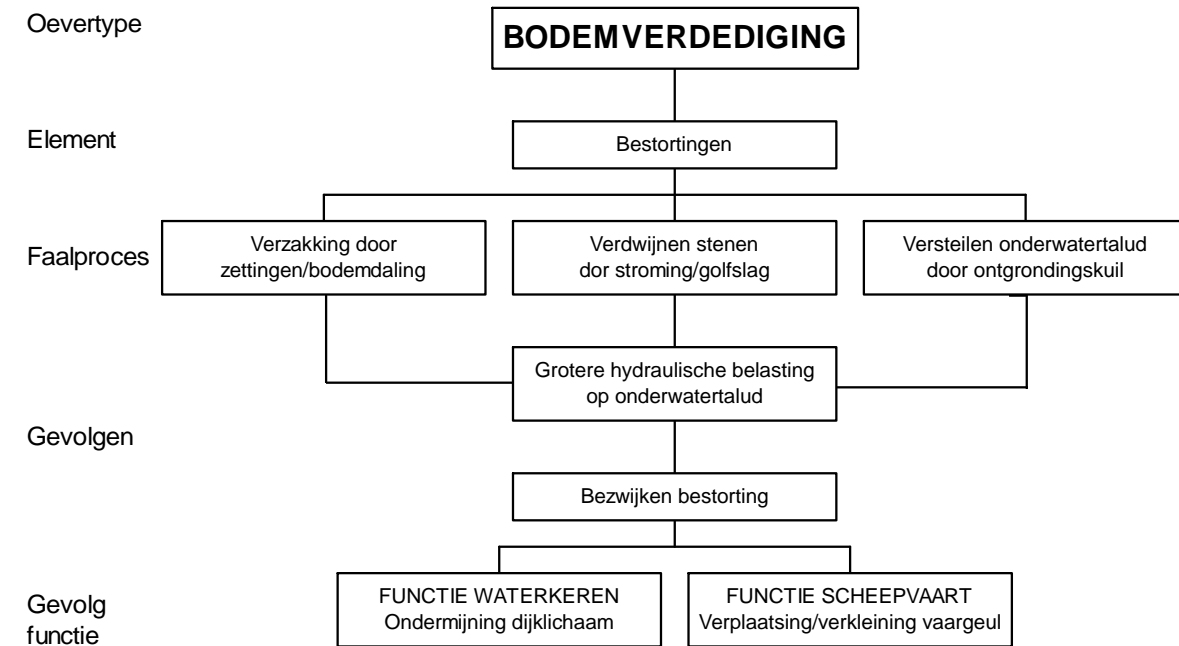 Oevertype
BODEMVERDEDIGING
Element
Bestortingen
Faalproces
Verzakking door
zettingen/bodemdaling
Verdwijnen stenen
dor stroming/golfslag
Versteilen onderwatertalud
door ontgrondingskuil
Grotere hydraulische belasting
op onderwatertalud
Gevolgen
Bezwijken bestorting
Gevolg
functie
FUNCTIE WATERKEREN
Ondermijning dijklichaam
FUNCTIE SCHEEPVAART
Verplaatsing/verkleining vaargeul